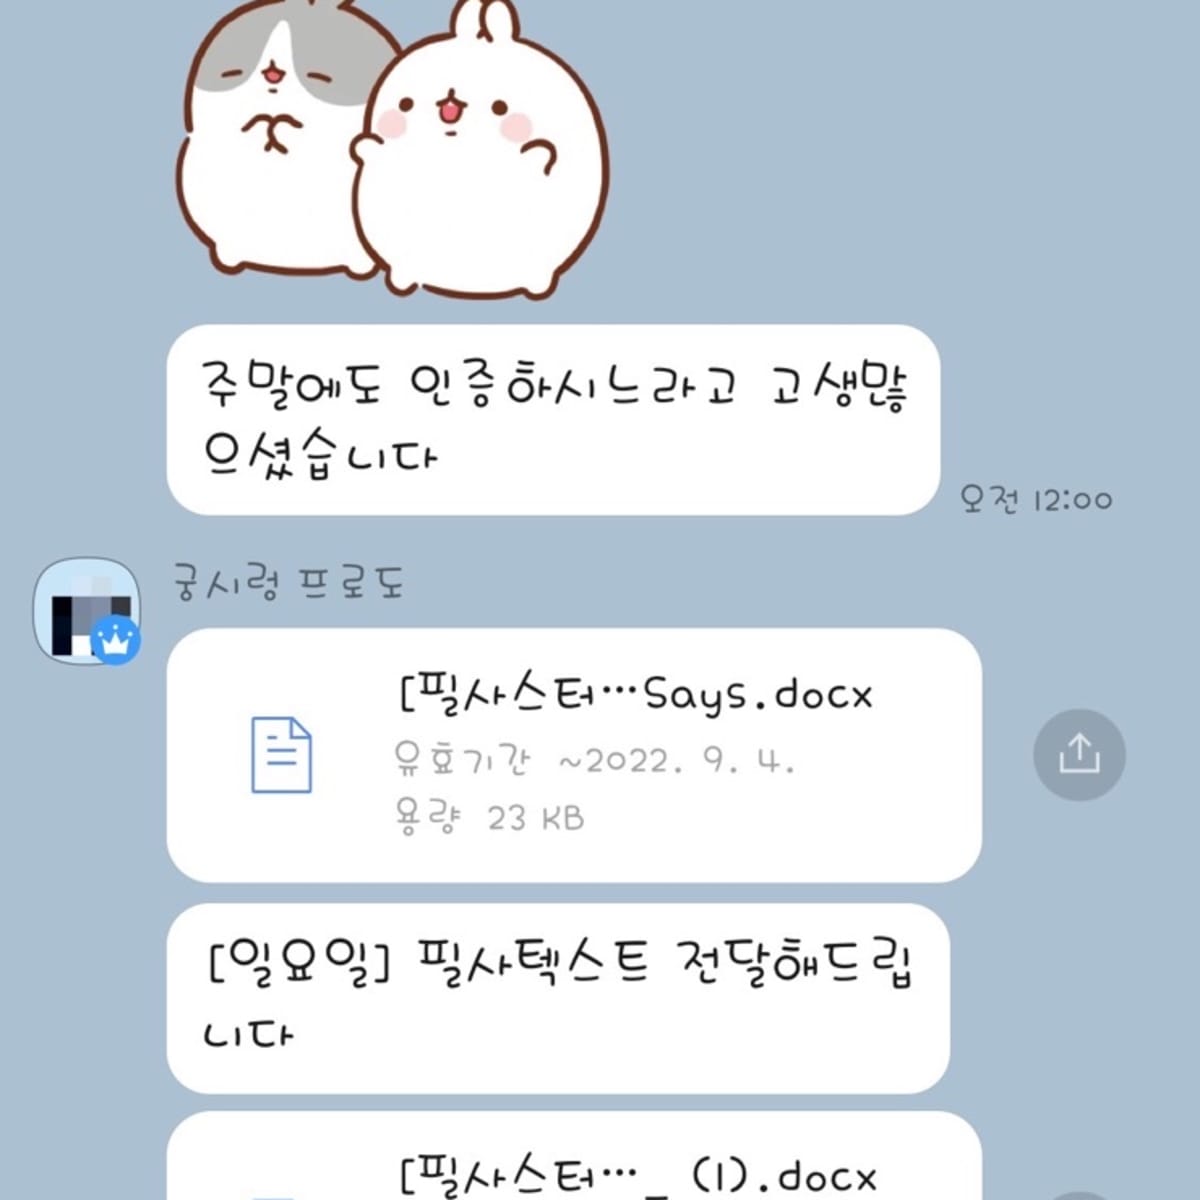 주말에도 인증하시느라고 고생많
으셨습니다
오전 12:00
궁시렁 프로도
[필사스터…Says.docx
유효기간 ~2022. 9. 4.
용량 23 KB
[일요일] 필사텍스트 전달해드립
니다
[필사스터…_ (1).docx